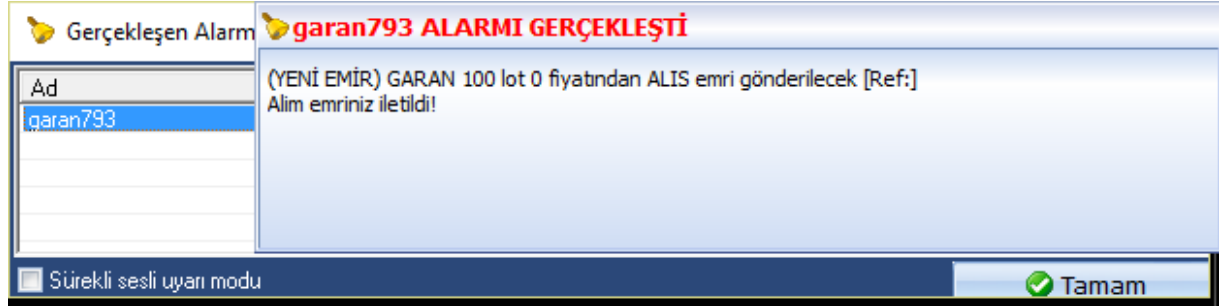 Gerçekleşen Alarm
garan793 ALARMI GERÇEKLEŞTİ
(YENİ EMİR) GARAN 100 lot 0 fiyatından ALIS emri gönderilecek [Ref:]
Alim emriniz iletildi!
Ad
garan793
Sürekli sesli uyarı modu
Tamam